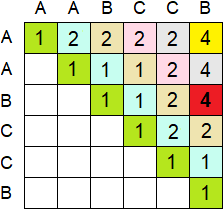 A A B C C B
A 1 2 2 2 2 4
A 1 1 1 2 4
B 1 1 2 4
C 1 2 2
C 1 1
B 1